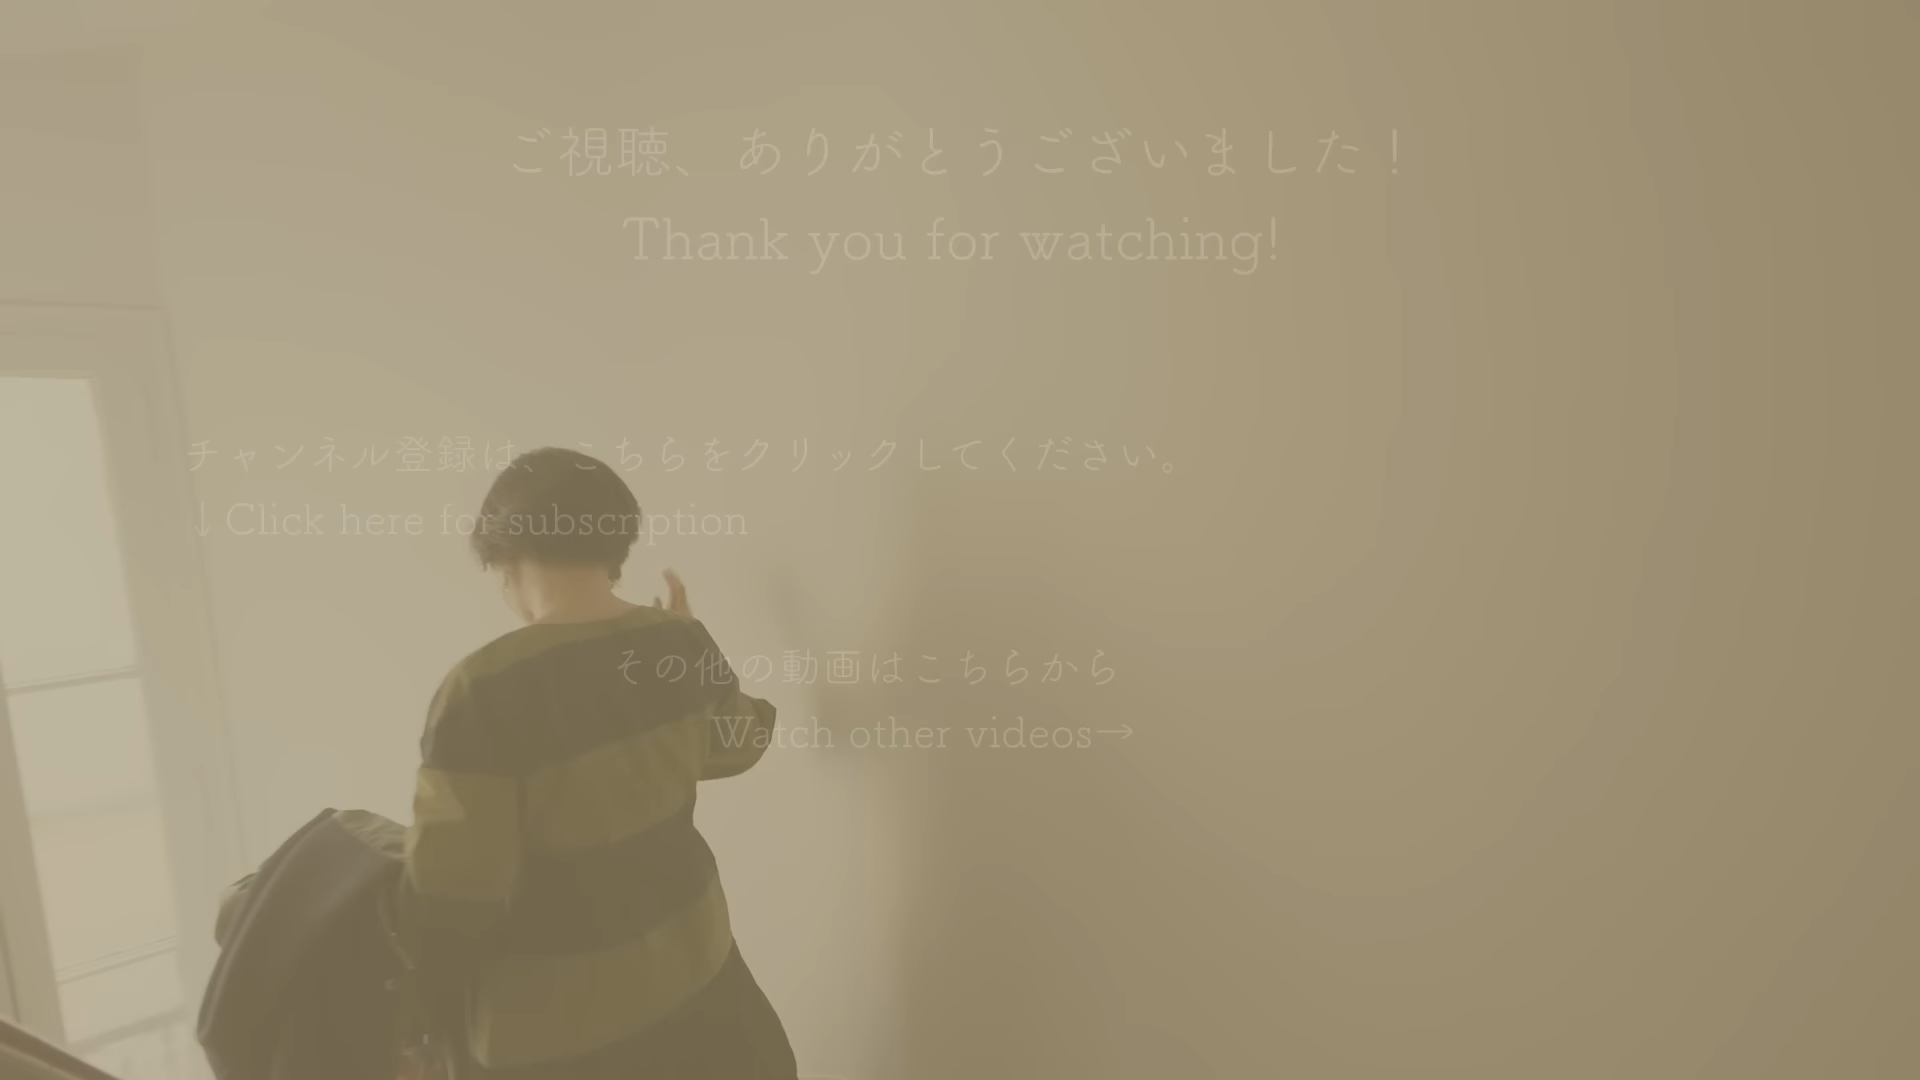 ご視聴、ありがとうございました！
Thank you for watching!
チャンネル登録は、こちらをクリックしてください。
↓Click here for subscription
その他の動画はこちらから
Watch other videos→